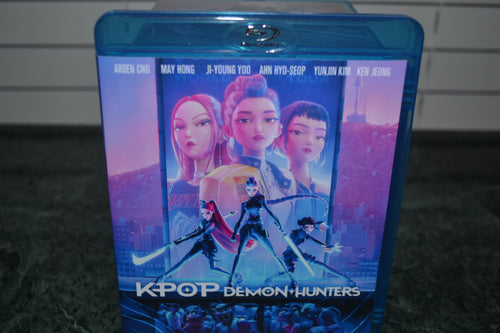 ARDEN CHO MAY HONG JI-YOUNG YOO AHN HYO-SEOP YUNJIN KIM KEN JEONG
KPOP DEMON HUNTERS